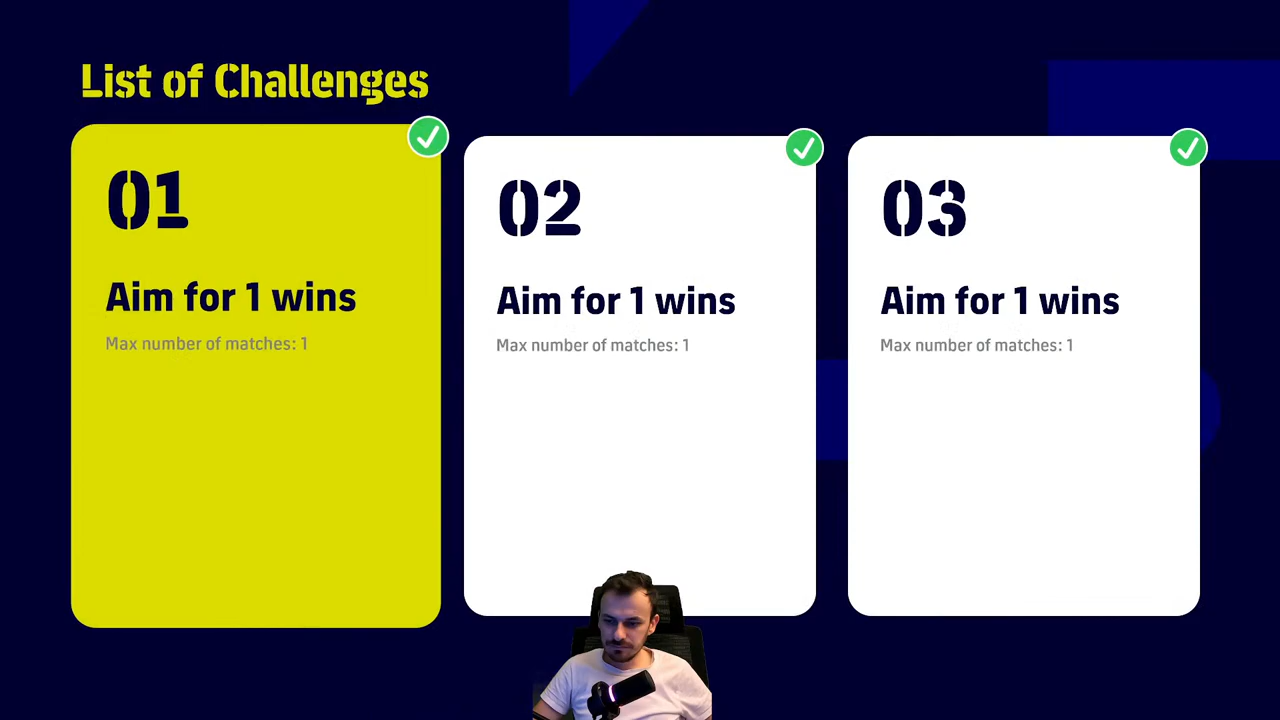 List of Challenges
01
Aim for 1 wins
Max number of matches: 1
02
Aim for 1 wins
Max number of matches: 1
03
Aim for 1 wins
Max number of matches: 1